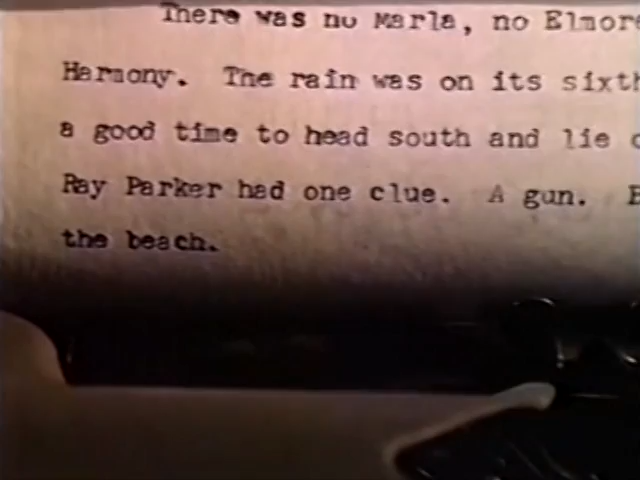 There was no Marla, no Elmore
Harmony. The rain was on its sixth
a good time to head south and lie
Ray Parker had one clue. A gun.
the beach.